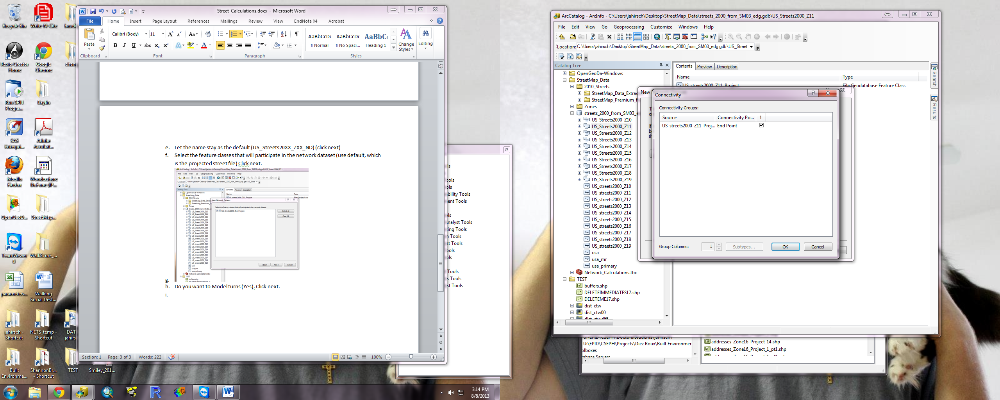 Recycle Bin
Write-N-Cite
baseli
Roxio Creator Home
Google Chrome
chan
Run SPH Progra...
Baylin
SAS Enterpri...
Adobe Acrobat...
Mozilla Firefox
Wondershare Dr.Fone (iP...
OpenGeoD...
StreetMap...
TeamViewer 8
WalkScore_...
parameters...
Walking Social Dest...
jahirsch - Shortcut
NETS_temp - Shortcut
DAT jahirs
Built Environme...
ShannonBr... - Shortcut
TEST
Smiley_201...
Street_Calculations.docx - Microsoft Word
File Home Insert Page Layout References Mailings Review View EndNote X4 Acrobat
Paste
Calibri (Body) 11
AaBbCcDc AaBbCcDc AaBbC
¶ Normal ¶ No Spaci... Heading 1
Change Styles
Editing
Clipboard Font Paragraph Styles
e. Let the name stay as the default (US_Streets20XX_ZXX_ND) (click next)
f. Select the feature classes that will participate in the network dataset (use default, which
is the projected street file) Click next.
g.
h. Do you want to Model turns (Yes). Click next.
i.
Section: 1 Page: 3 of 3 Words: 222 100%
ls
ools
ols
bility Tools
ent Tools
ls
nalyst Tools
ing Tools
n Tools
st Tools
ools
ols
Tools
s Tools
st Tools
ArcCatalog - ArcInfo - C:\Users\jahirsch\Desktop\StreetMap_Data\streets_2000_from_SM03_edg.gdb\US_Streets2000_Z11
File Edit View Go Geoprocessing Customize Windows Help
Location: C:\Users\jahirsch\Desktop\StreetMap_Data\streets_2000_from_SM03_edg.gdb\US_Street
Catalog Tree
OpenGeoDa-Windows
StreetMap_Data
2010_Streets
StreetMap_Data_Extrac
StreetMap_Premium_f
Zones
streets_2000_from_SM03_e
US_Streets2000_Z10
US_Streets2000_Z11
US_Streets2000_Z12
US_Streets2000_Z13
US_Streets2000_Z14
US_Streets2000_Z15
US_Streets2000_Z16
US_Streets2000_Z17
US_Streets2000_Z18
US_Streets2000_Z19
US_streets2000_Z10
US_streets2000_Z11
US_streets2000_Z12
US_streets2000_Z13
US_streets2000_Z14
US_streets2000_Z15
US_streets2000_Z16
US_streets2000_Z17
US_streets2000_Z18
US_streets2000_Z19
usa
usa_mr
usa_primary
Network_Calculations.tbx
TEST
buffers.shp
DELETEIMMEDIATES17.shp
DELETEME17.shp
dist_ctw
dist_ctw00
dist_ctwdiff
Contents Preview Description
Name Type
US_streets2000_Z11_Project File Geodatabase Feature Class
Search
Results
New
Connectivity
Connectivity Groups:
Source Connectivity Po... 1
US_streets2000_Z11_Proj... End Point
Group Columns: 1 Subtypes... OK Cancel
U:\EPID\CSEPH\DoctoralStudents\jahirsch\
U:\EPID\CSEPH\Projects\Diez Roux\Built Environmer
olboxes
abase Servers
addresses_Zone16_Project_14.shp
addresses_Zone16_Project_1_pt1.shp
3:14 PM
8/8/2013